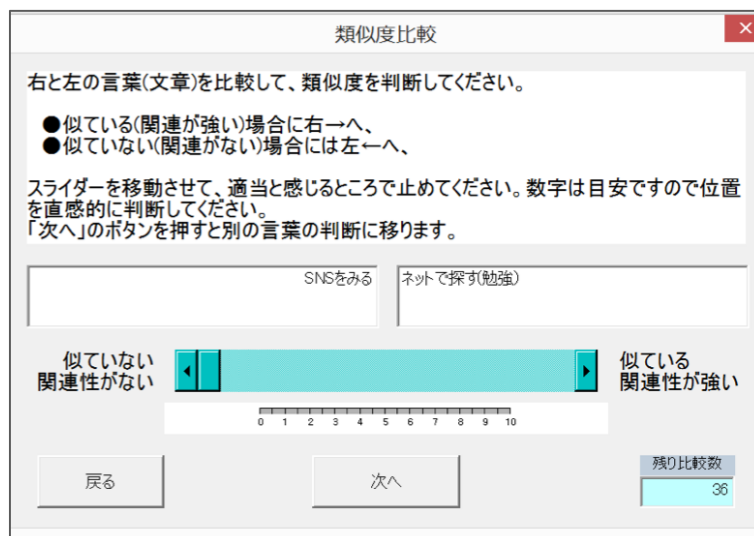 類似度比較
右と左の言葉(文章)を比較して、類似度を判断してください。
●似ている(関連が強い)場合に右→へ、
●似ていない(関連がない)場合には左←へ、
スライダーを移動させて、適当と感じるところで止めてください。数字は目安ですので位置
を直感的に判断してください。
「次へ」のボタンを押すと別の言葉の判断に移ります。
SNSをみる
ネットで探す(勉強)
似ていない
関連性がない
似ている
関連性が強い
0 1 2 3 4 5 6 7 8 9 10
戻る
次へ
残り比較数
36